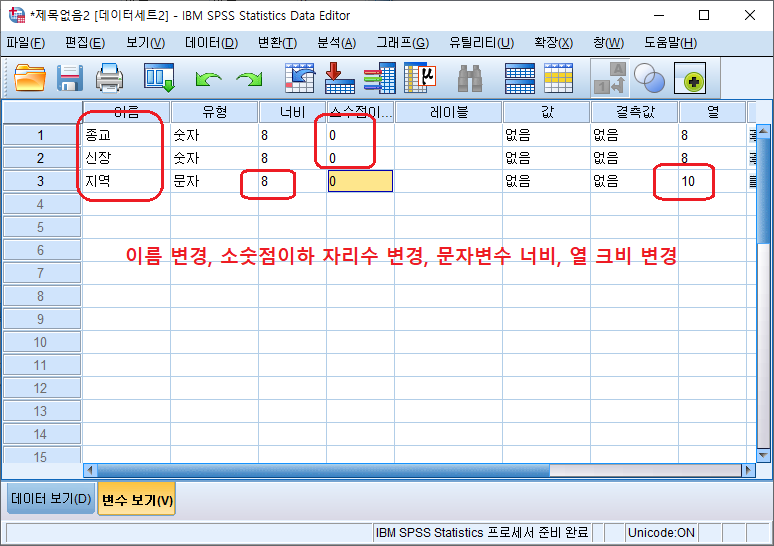 *제목없음2 [데이터세트2] - IBM SPSS Statistics Data Editor
파일(F) 편집(E) 보기(V) 데이터(D) 변환(T) 분석(A) 그래프(G) 유틸리티(U) 확장(X) 창(W) 도움말(H)
이름 유형 너비 소수점이... 레이블 값 결측값 열
1 종교 숫자 8 0 없음 없음 8
2 신장 숫자 8 0 없음 없음 8
3 지역 문자 8 0 없음 없음 10
4
5
6
이름 변경, 소숫점이하 자리수 변경, 문자변수 너비, 열 크비 변경
7
8
9
10
11
12
13
14
15
데이터 보기(D) 변수 보기(V)
IBM SPSS Statistics 프로세서 준비 완료 Unicode:ON